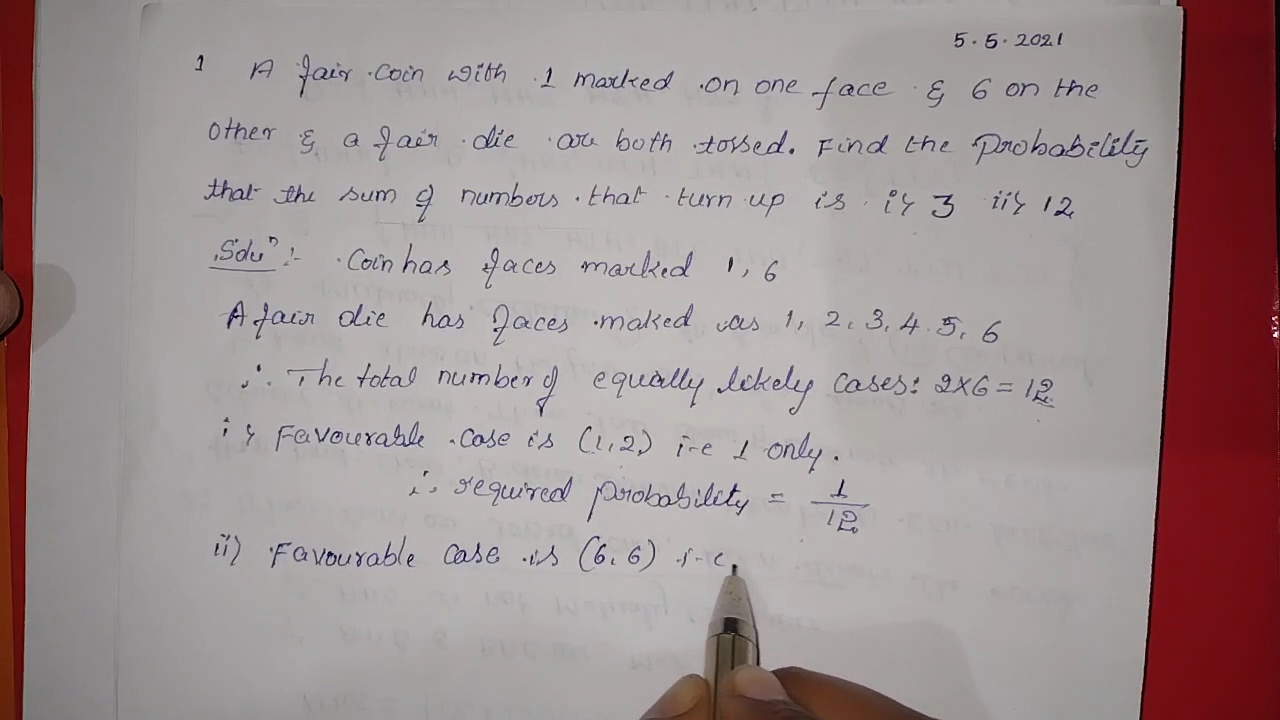 5.5.2021
1 A fair coin with 1 marked on one face & 6 on the
other & a fair die are both tossed. Find the Probability
that the sum of numbers that turn up is i) 3 ii) 12
Solun :- Coin has faces marked 1, 6
A fair die has faces maked as 1, 2, 3, 4. 5, 6
∴ The total number of equally likely cases: 2×6 = 12
i) Favourable case is (1,2) i-e 1 only.
∴ required probability = 1/12
ii) Favourable case is (6,6) i-e